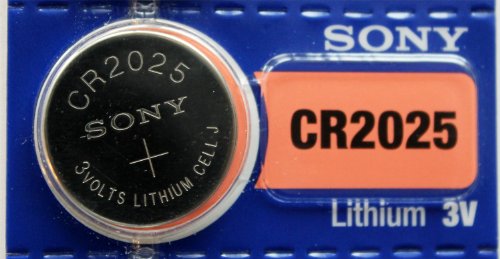 CR2025
SONY
+
3VOLTS LITHIUM CELL J
SONY
CR2025
Lithium 3V